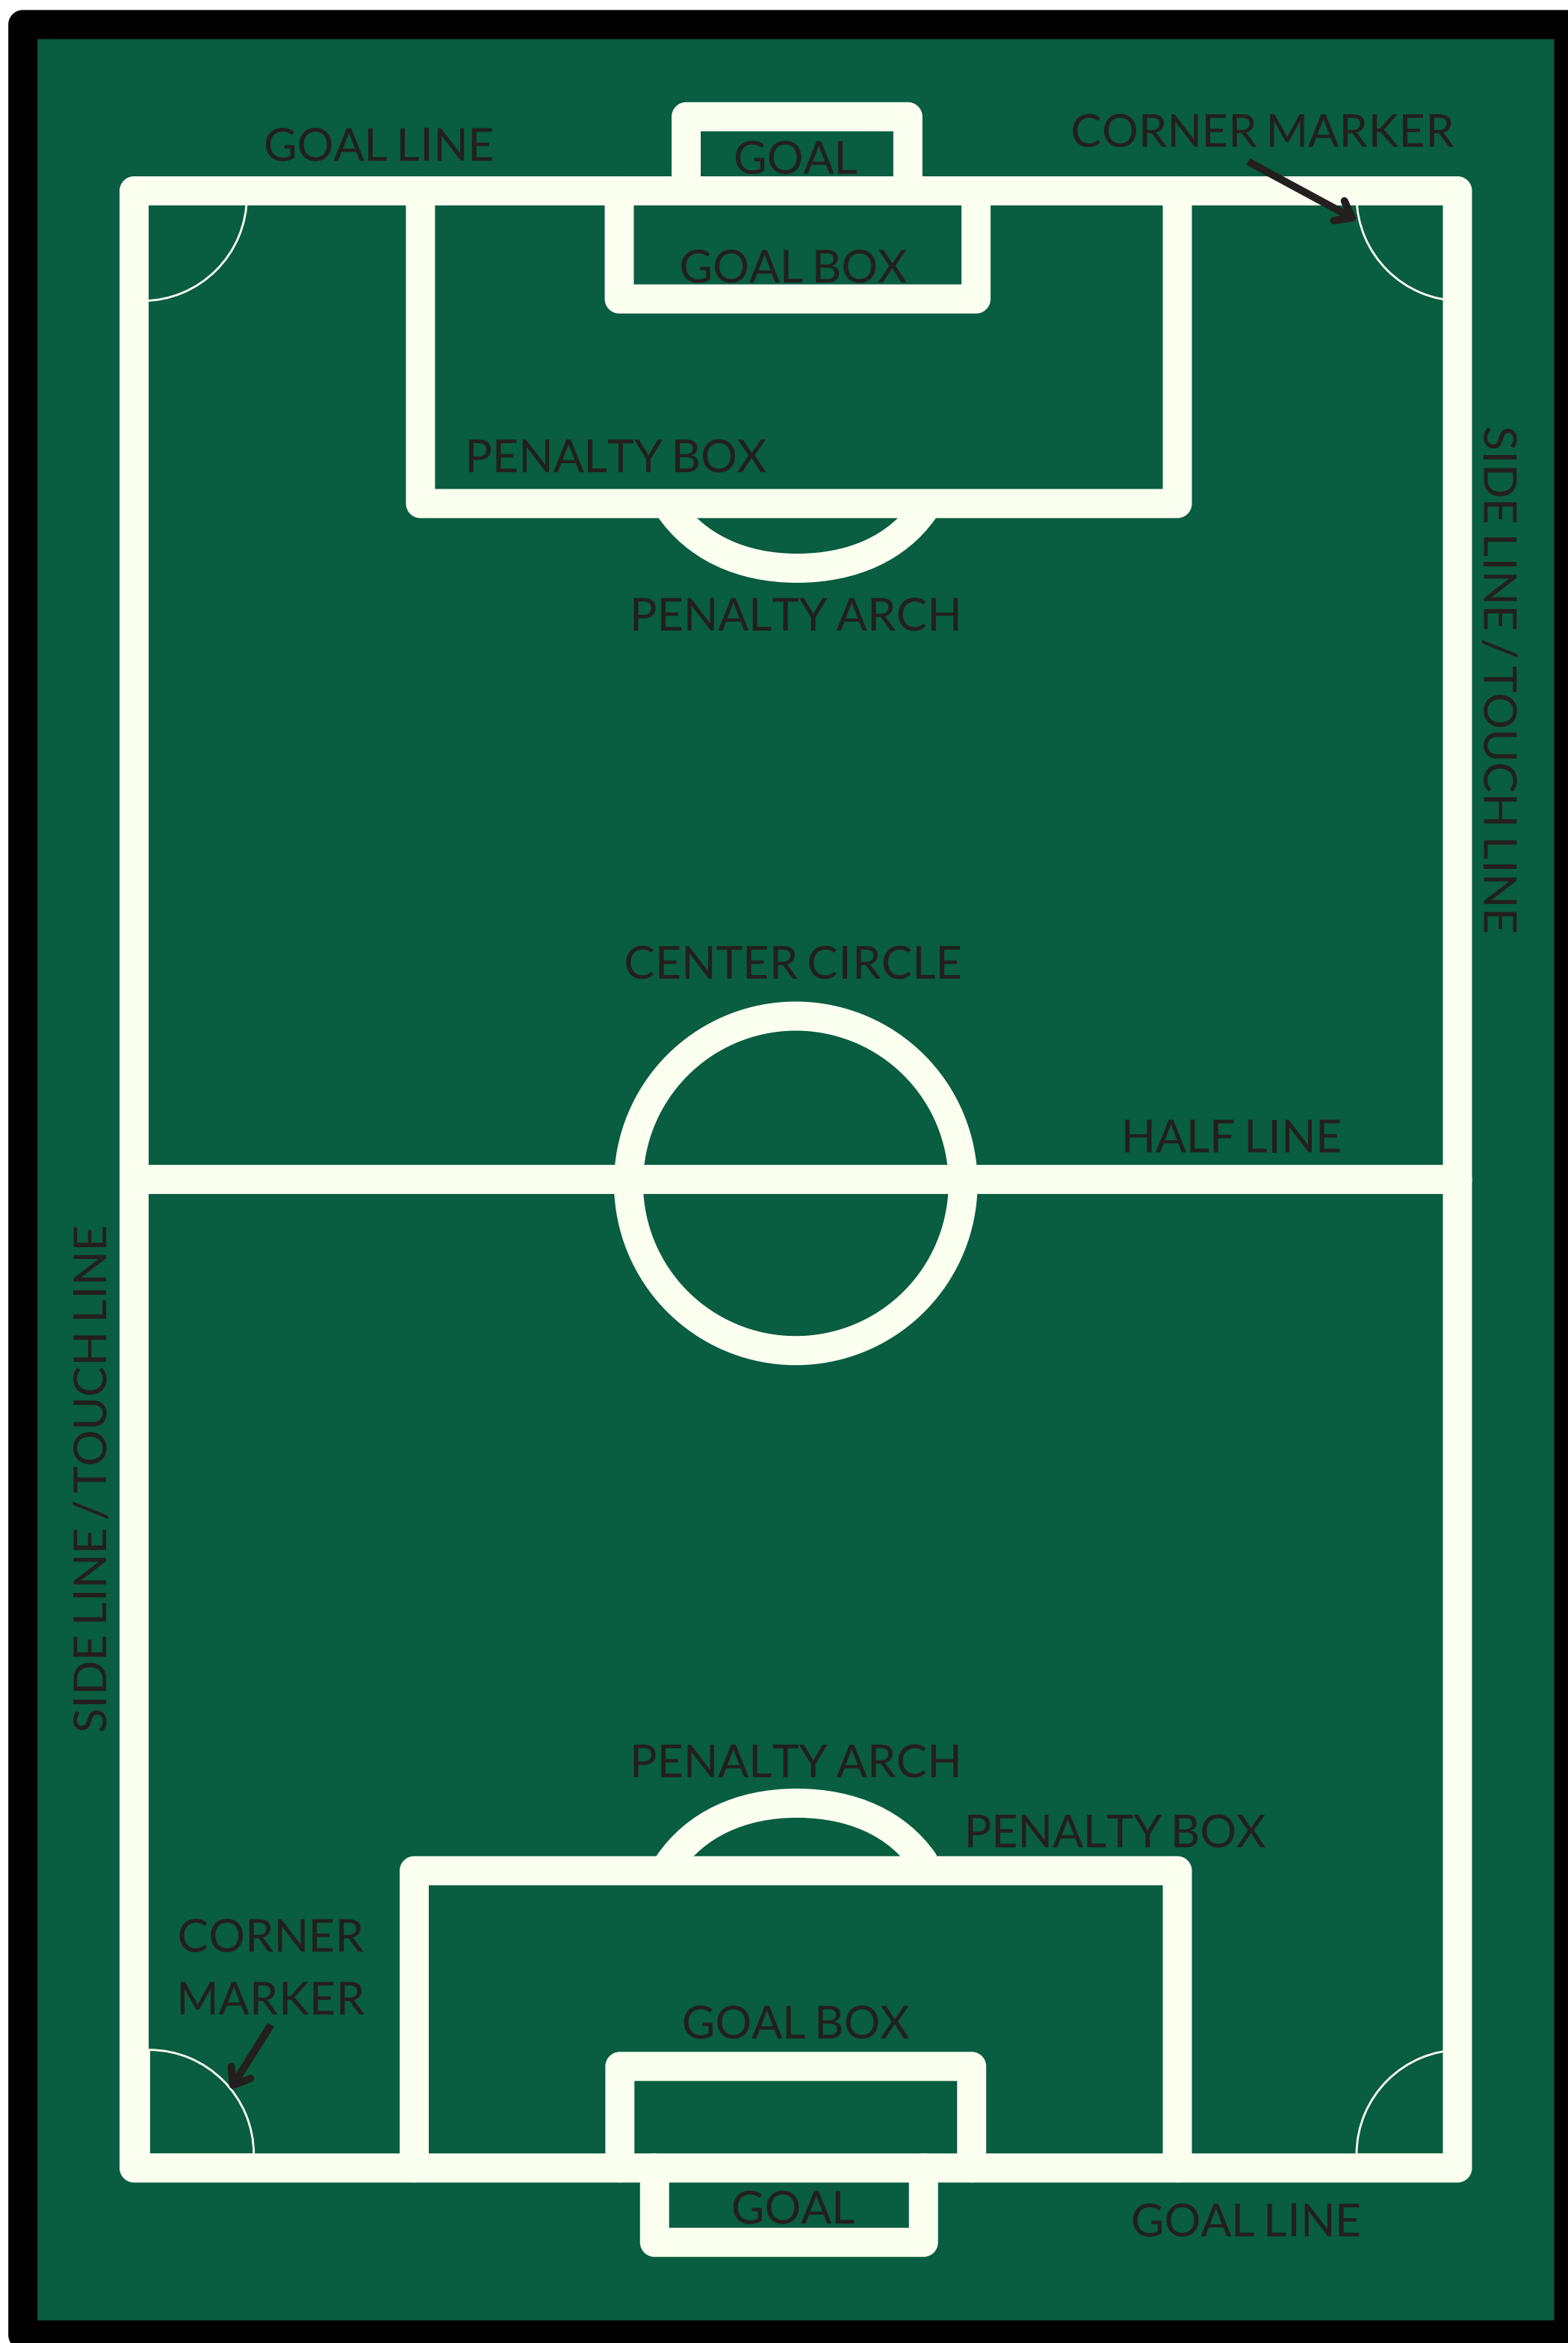 CORNER MARKER
GOAL LINE
GOAL
GOAL BOX
PENALTY BOX
SIDE LINE / TOUCH LINE
PENALTY ARCH
CENTER CIRCLE
HALF LINE
SIDE LINE / TOUCH LINE
PENALTY ARCH
PENALTY BOX
CORNER
MARKER
GOAL BOX
GOAL
GOAL LINE